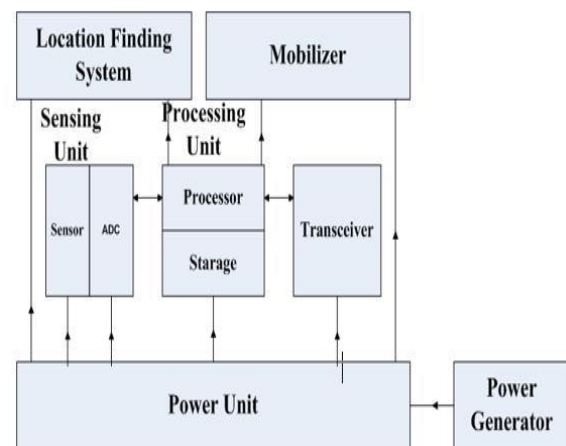 Location Finding
System
Mobilizer
Sensing
Unit
Processing
Unit
Sensor
ADC
Processor
Starage
Transceiver
Power Unit
Power
Generator